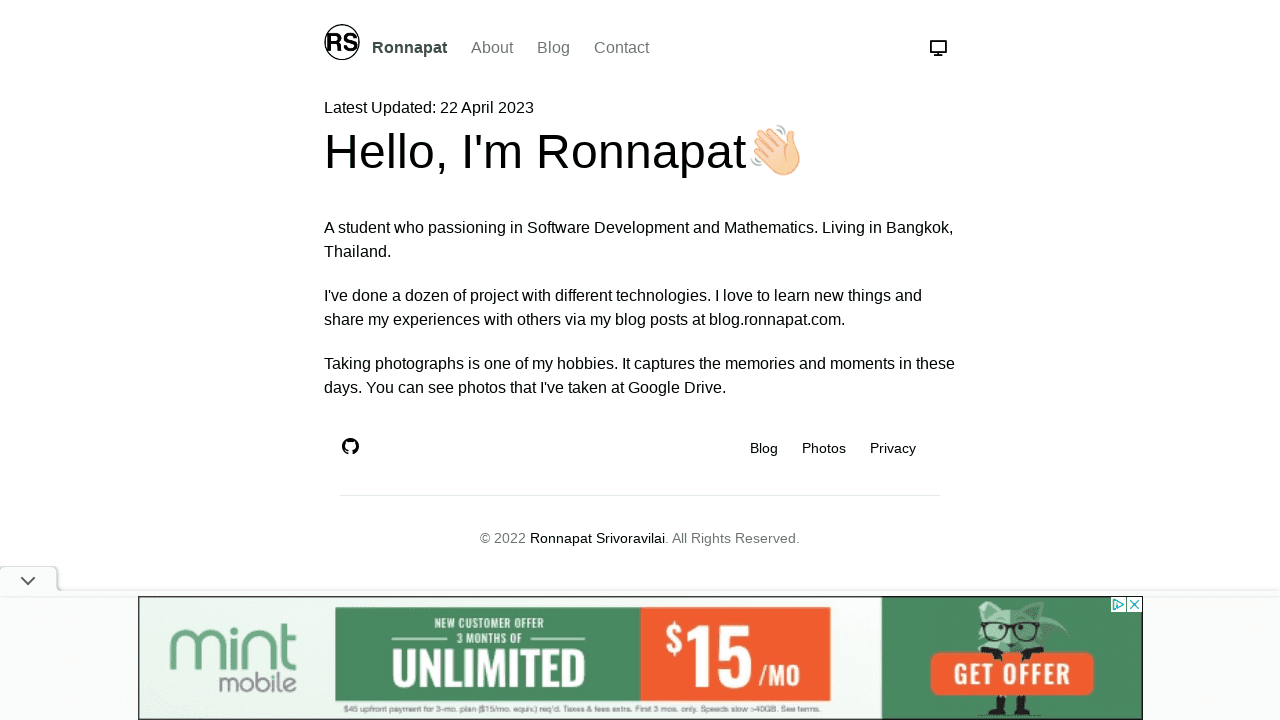 RS Ronnapat About Blog Contact
Latest Updated: 22 April 2023
Hello, I'm Ronnapat👋🏻
A student who passioning in Software Development and Mathematics. Living in Bangkok,
Thailand.
I've done a dozen of project with different technologies. I love to learn new things and
share my experiences with others via my blog posts at blog.ronnapat.com.
Taking photographs is one of my hobbies. It captures the memories and moments in these
days. You can see photos that I've taken at Google Drive.
Blog Photos Privacy
© 2022 Ronnapat Srivoravilai. All Rights Reserved.
mint
mobile
NEW CUSTOMER OFFER
3 MONTHS OF
UNLIMITED
$15/MO
GET OFFER
$45 upfront payment for 3-mo. plan ($15/mo. equiv.) req'd. Taxes & fees extra. First 3 mos. only. Speeds slow >40GB. See terms.